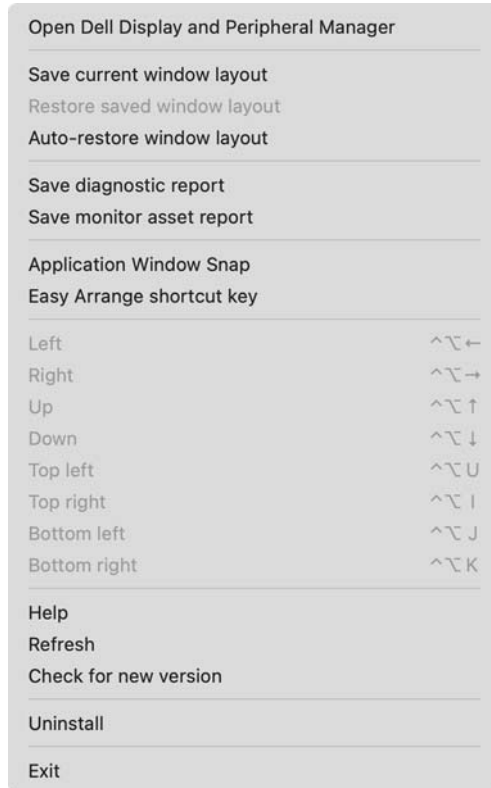 Open Dell Display and Peripheral Manager
Save current window layout
Restore saved window layout
Auto-restore window layout
Save diagnostic report
Save monitor asset report
Application Window Snap
Easy Arrange shortcut key
Left ^⌥←
Right ^⌥→
Up ^⌥↑
Down ^⌥↓
Top left ^⌥U
Top right ^⌥I
Bottom left ^⌥J
Bottom right ^⌥K
Help
Refresh
Check for new version
Uninstall
Exit